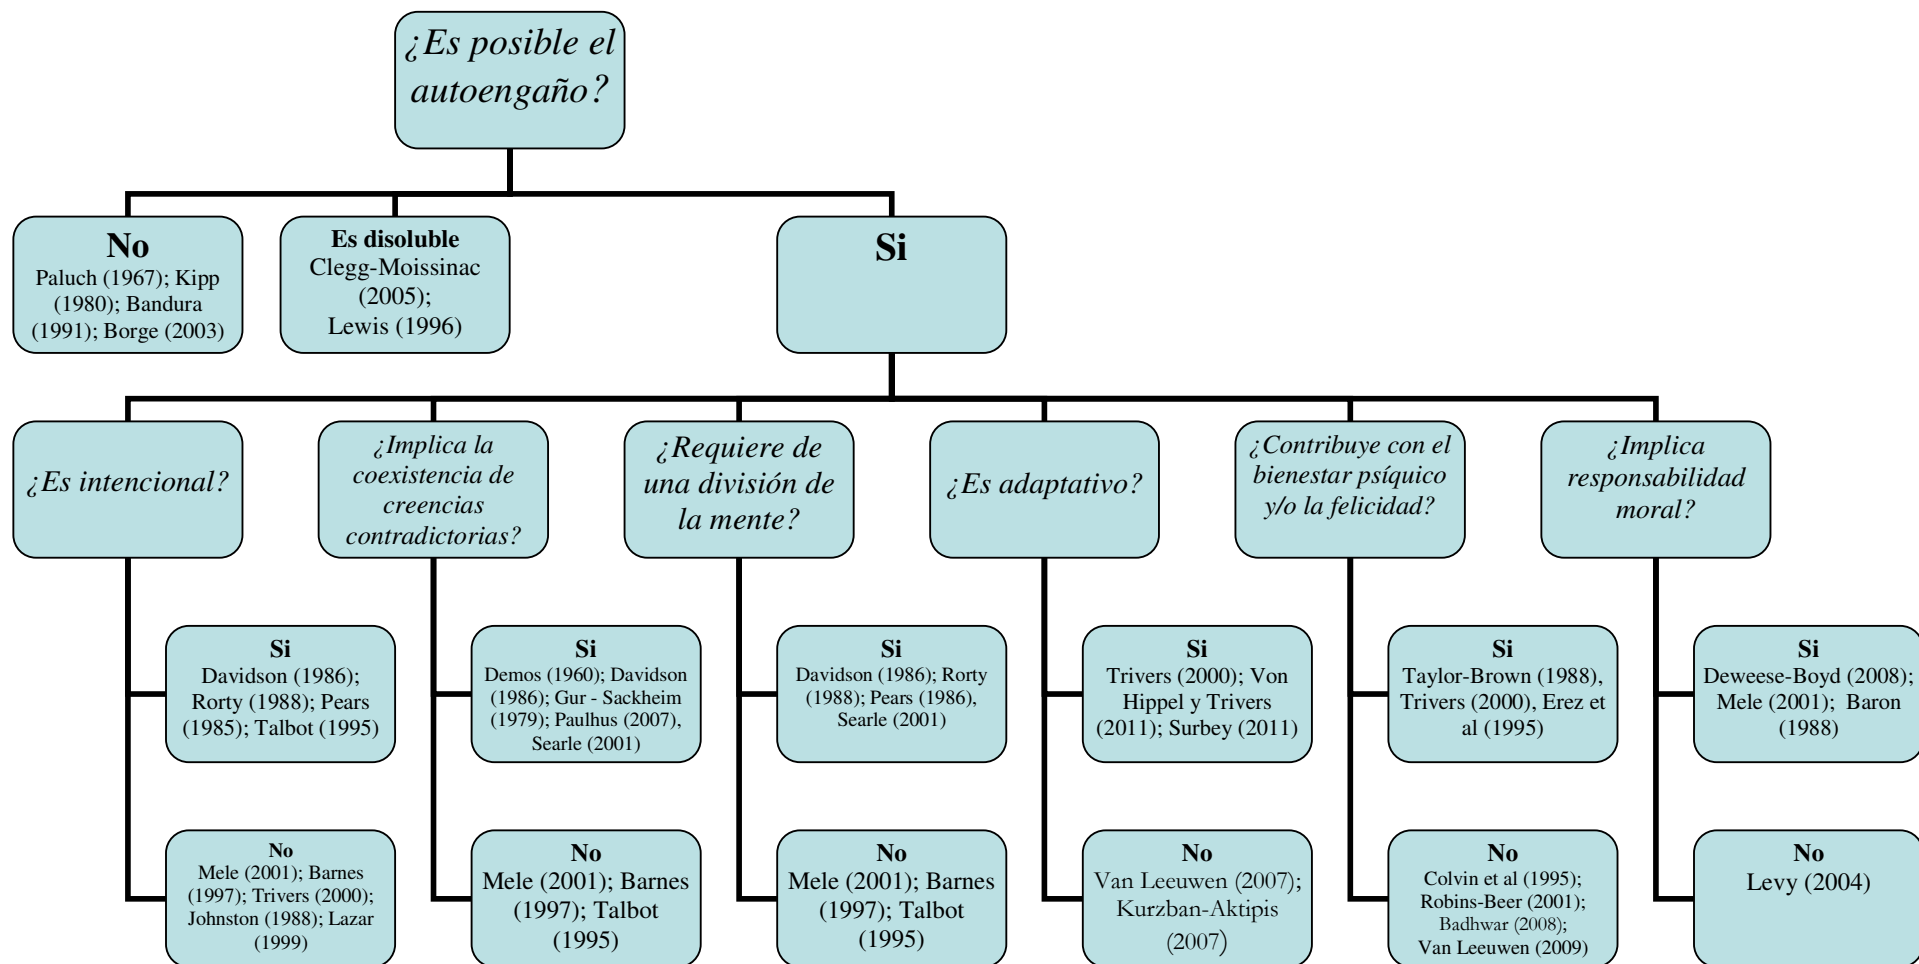 ¿Es posible el
autoengaño?
No
Paluch (1967); Kipp
(1980); Bandura
(1991); Borge (2003)
Es disoluble
Clegg-Moissinac
(2005);
Lewis (1996)
Si
¿Es intencional?
¿Implica la
coexistencia de
creencias
contradictorias?
¿Requiere de
una división de
la mente?
¿Es adaptativo?
¿Contribuye con el
bienestar psíquico
y/o la felicidad?
¿Implica
responsabilidad
moral?
Si
Davidson (1986);
Rorty (1988); Pears
(1985); Talbot (1995)
Si
Demos (1960); Davidson
(1986); Gur - Sackheim
(1979); Paulhus (2007),
Searle (2001)
Si
Davidson (1986); Rorty
(1988); Pears (1986),
Searle (2001)
Si
Trivers (2000); Von
Hippel y Trivers
(2011); Surbey (2011)
Si
Taylor-Brown (1988),
Trivers (2000), Erez et
al (1995)
Si
Deweese-Boyd (2008);
Mele (2001); Baron
(1988)
No
Mele (2001); Barnes
(1997); Trivers (2000);
Johnston (1988); Lazar
(1999)
No
Mele (2001); Barnes
(1997); Talbot
(1995)
No
Mele (2001); Barnes
(1997); Talbot
(1995)
No
Van Leeuwen (2007);
Kurzban-Aktipis
(2007)
No
Colvin et al (1995);
Robins-Beer (2001);
Badhwar (2008);
Van Leeuwen (2009)
No
Levy (2004)